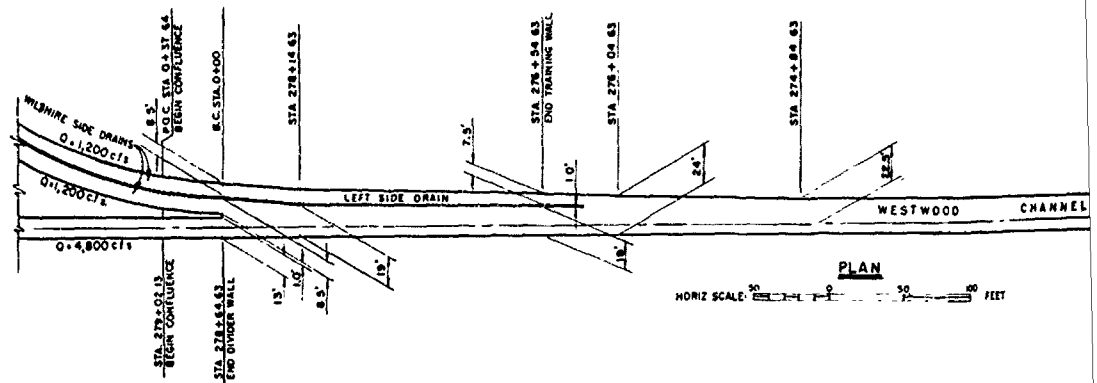 P.O.C. STA. 0+37.64
BEGIN CONFLUENCE
B.C. STA. 0+00
STA 278+14.63
STA 276+54.63
END TRAINING WALL
STA 276+04.63
STA 274+84.63
WILSHIRE SIDE DRAINS
Q=1,200 cfs
Q=1,200 cfs.
Q=4,800 cfs
8.5'
7.5'
24'
22.5'
1.0'
LEFT SIDE DRAIN
WESTWOOD CHANNEL
13'
1.0'
8.5'
19'
18'
STA. 279+02.13
BEGIN CONFLUENCE
STA 278+64.63
END DIVIDER WALL
PLAN
HORIZ SCALE: 50 0 50 100 FEET